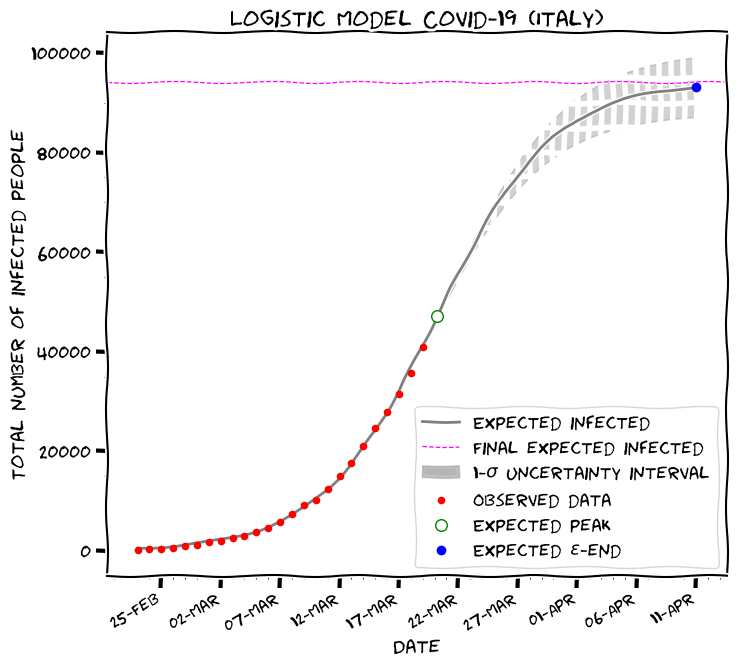 LOGISTIC MODEL COVID-19 (ITALY)
100000
80000
60000
40000
20000
0
TOTAL NUMBER OF INFECTED PEOPLE
EXPECTED INFECTED
FINAL EXPECTED INFECTED
1-σ UNCERTAINTY INTERVAL
OBSERVED DATA
EXPECTED PEAK
EXPECTED ε-END
25-FEB 02-MAR 07-MAR 12-MAR 17-MAR 22-MAR 27-MAR 01-APR 06-APR 11-APR
DATE